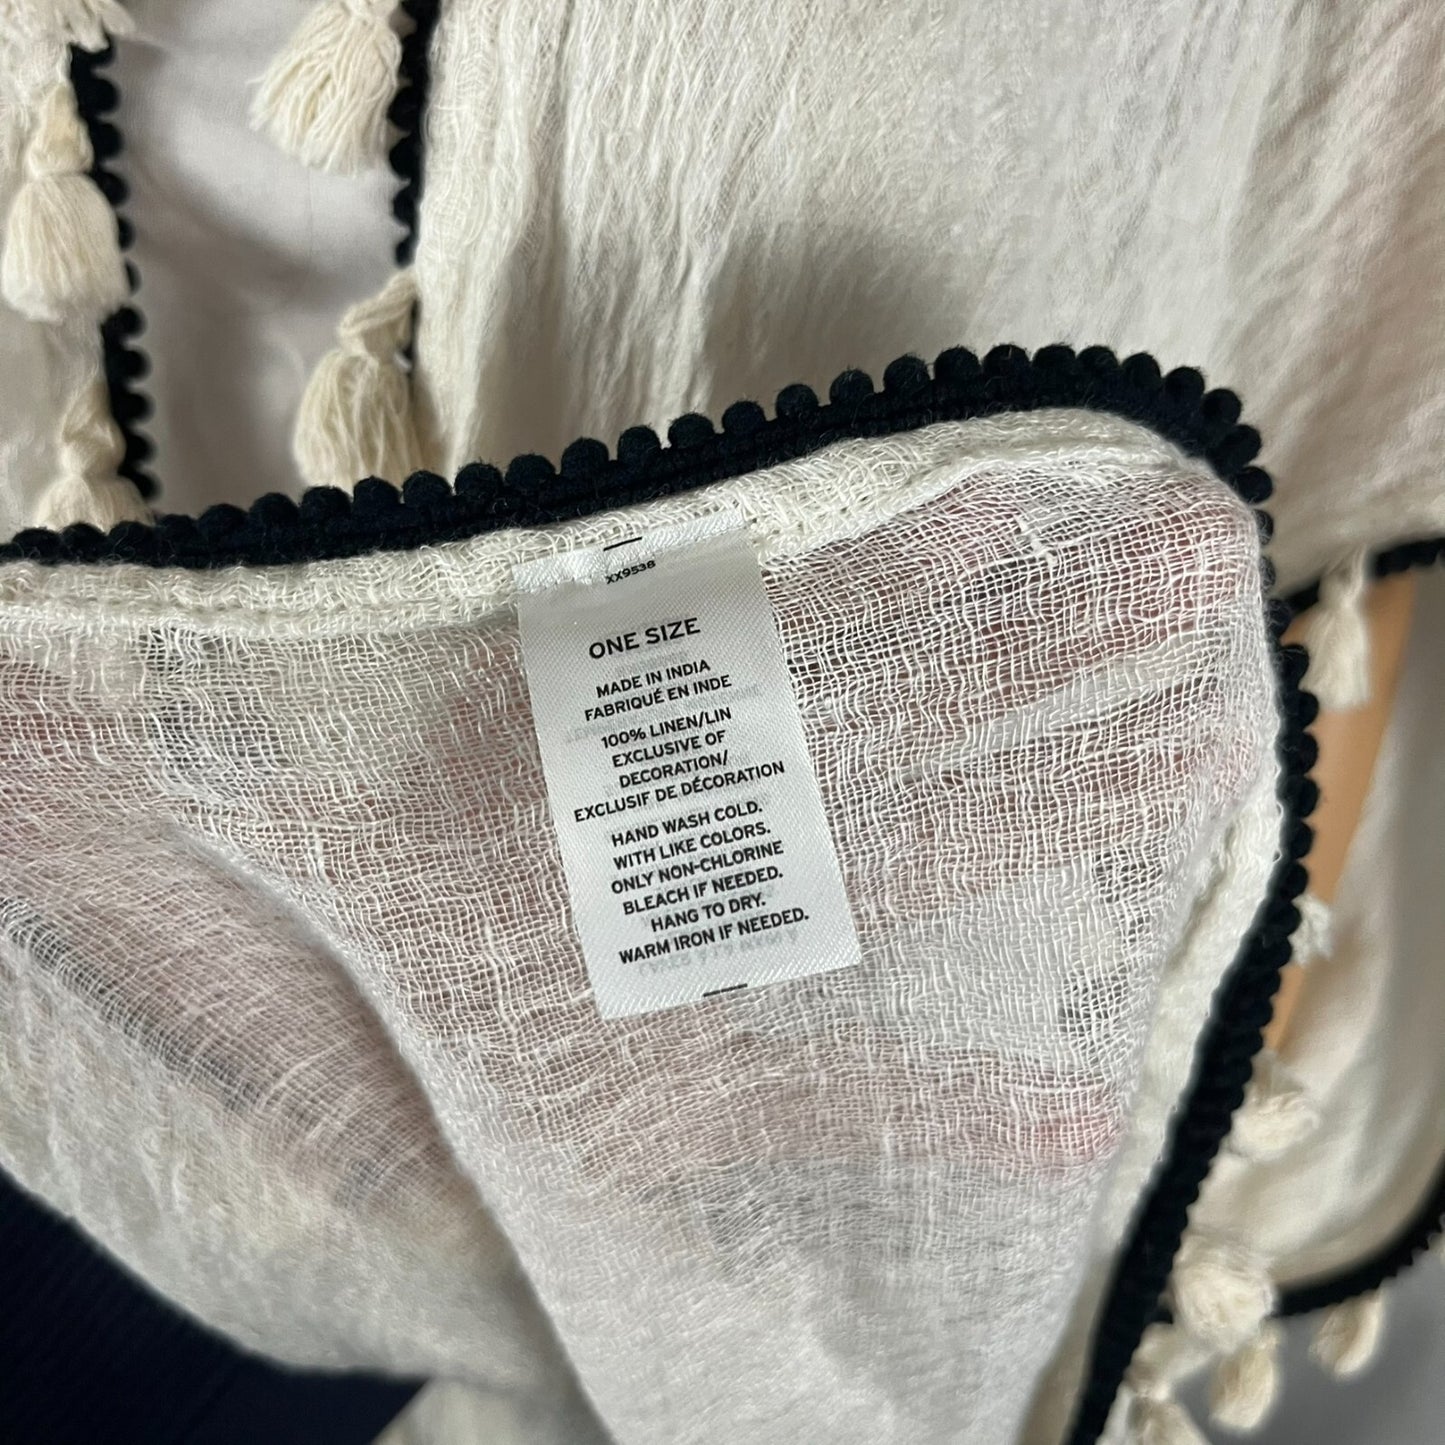 XX9538
ONE SIZE
MADE IN INDIA
FABRIQUÉ EN INDE
100% LINEN/LIN
EXCLUSIVE OF
DECORATION/
EXCLUSIF DE DÉCORATION
HAND WASH COLD.
WITH LIKE COLORS.
ONLY NON-CHLORINE
BLEACH IF NEEDED.
HANG TO DRY.
WARM IRON IF NEEDED.